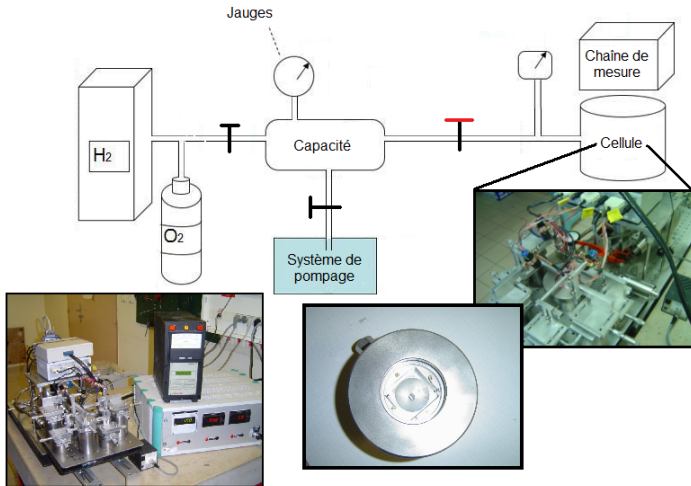 Jauges
Chaîne de
mesure
H2
Capacité
Cellule
O2
Système de
pompage